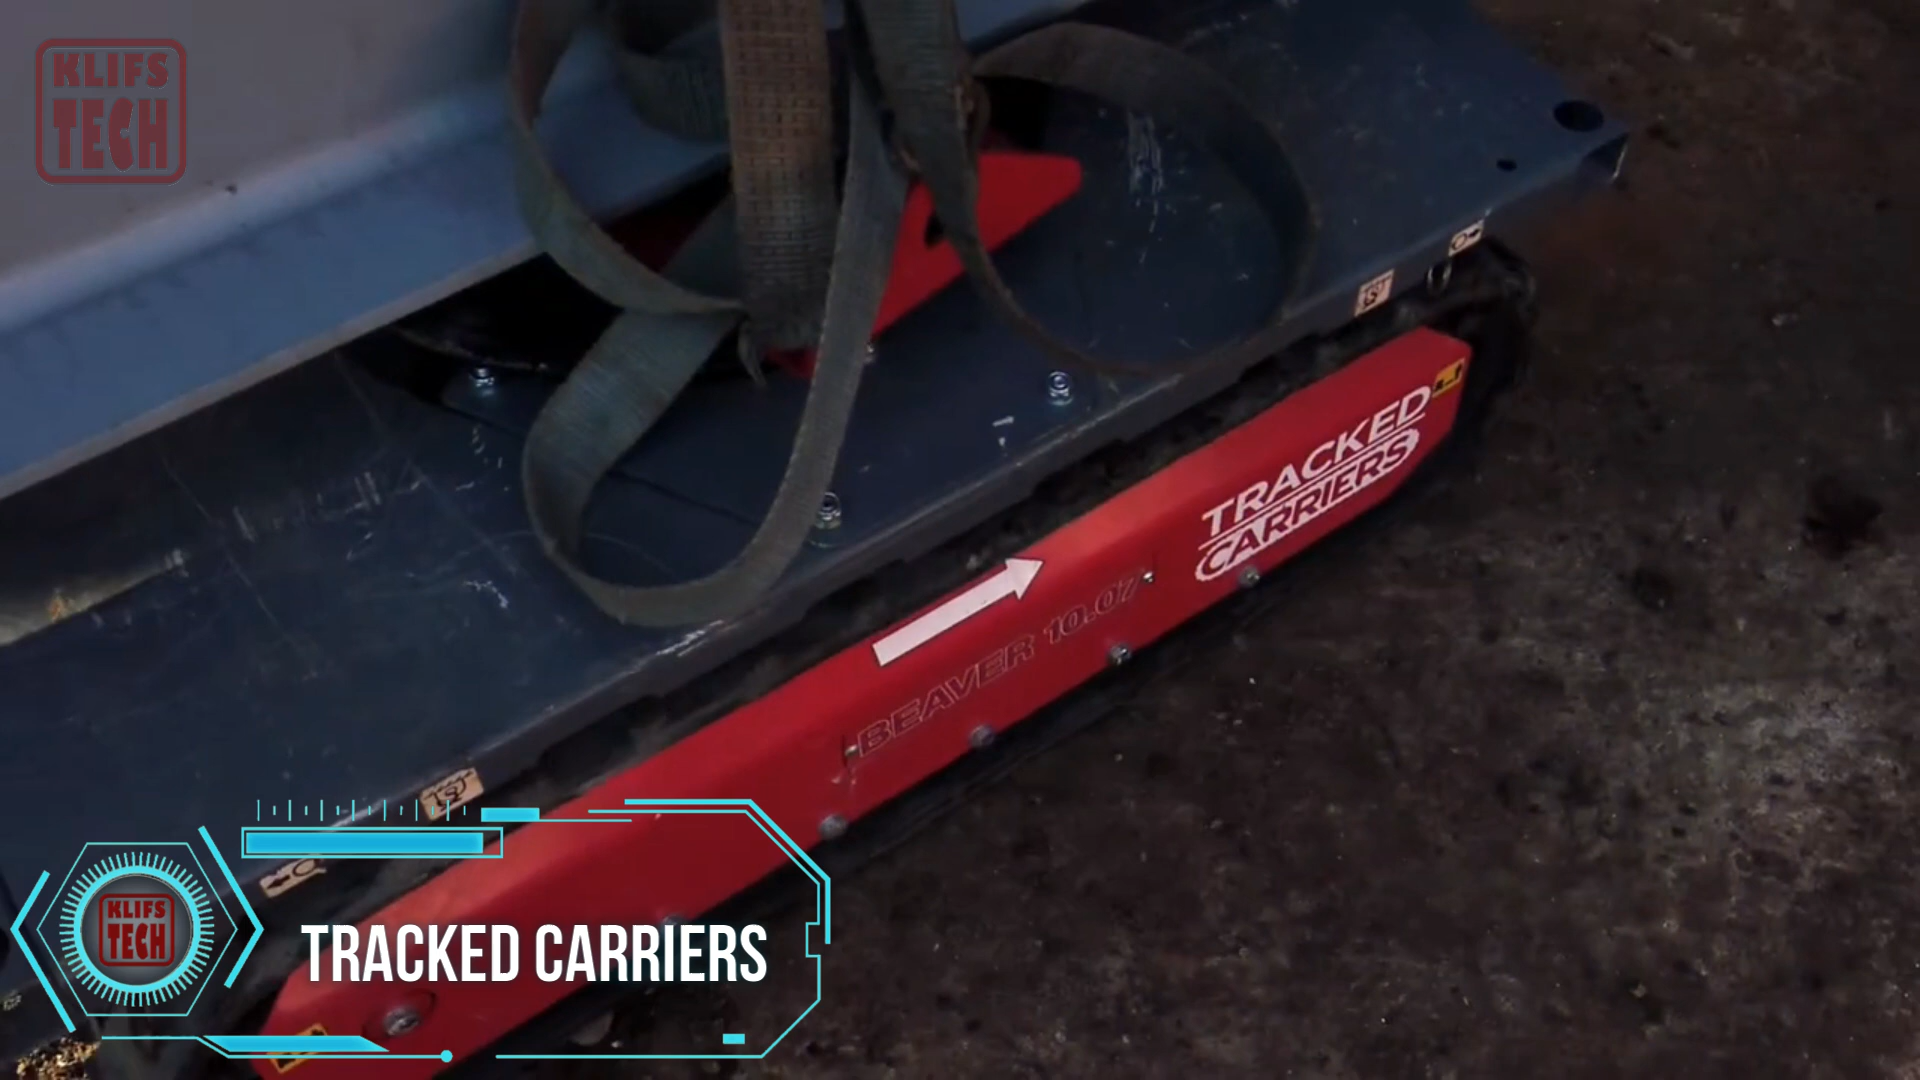 KLIFS
TECH
TRACKED
CARRIERS
BEAVER 10.07
KLIFS
TECH
TRACKED CARRIERS